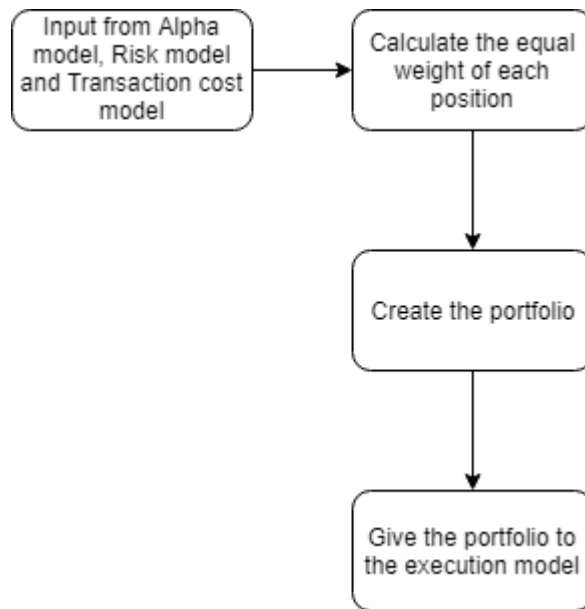 Input from Alpha
model, Risk model
and Transaction cost
model
Calculate the equal
weight of each
position
Create the portfolio
Give the portfolio to
the execution model